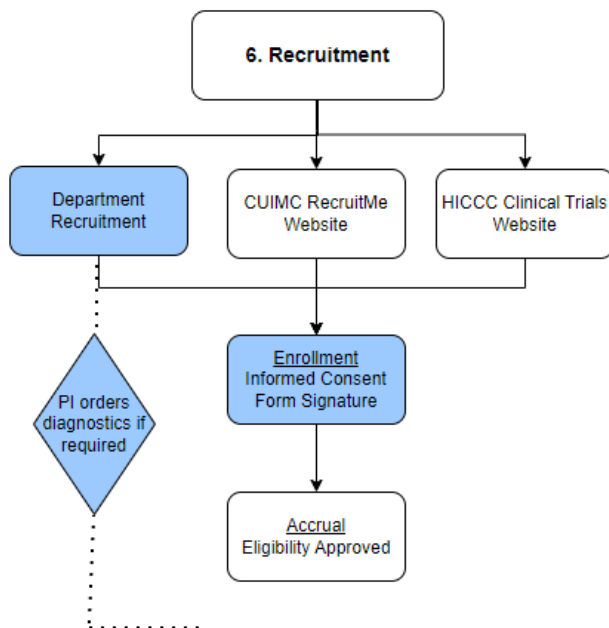 6. Recruitment
Department
Recruitment
CUIMC RecruitMe
Website
HICCC Clinical Trials
Website
PI orders
diagnostics if
required
Enrollment
Informed Consent
Form Signature
Accrual
Eligibility Approved